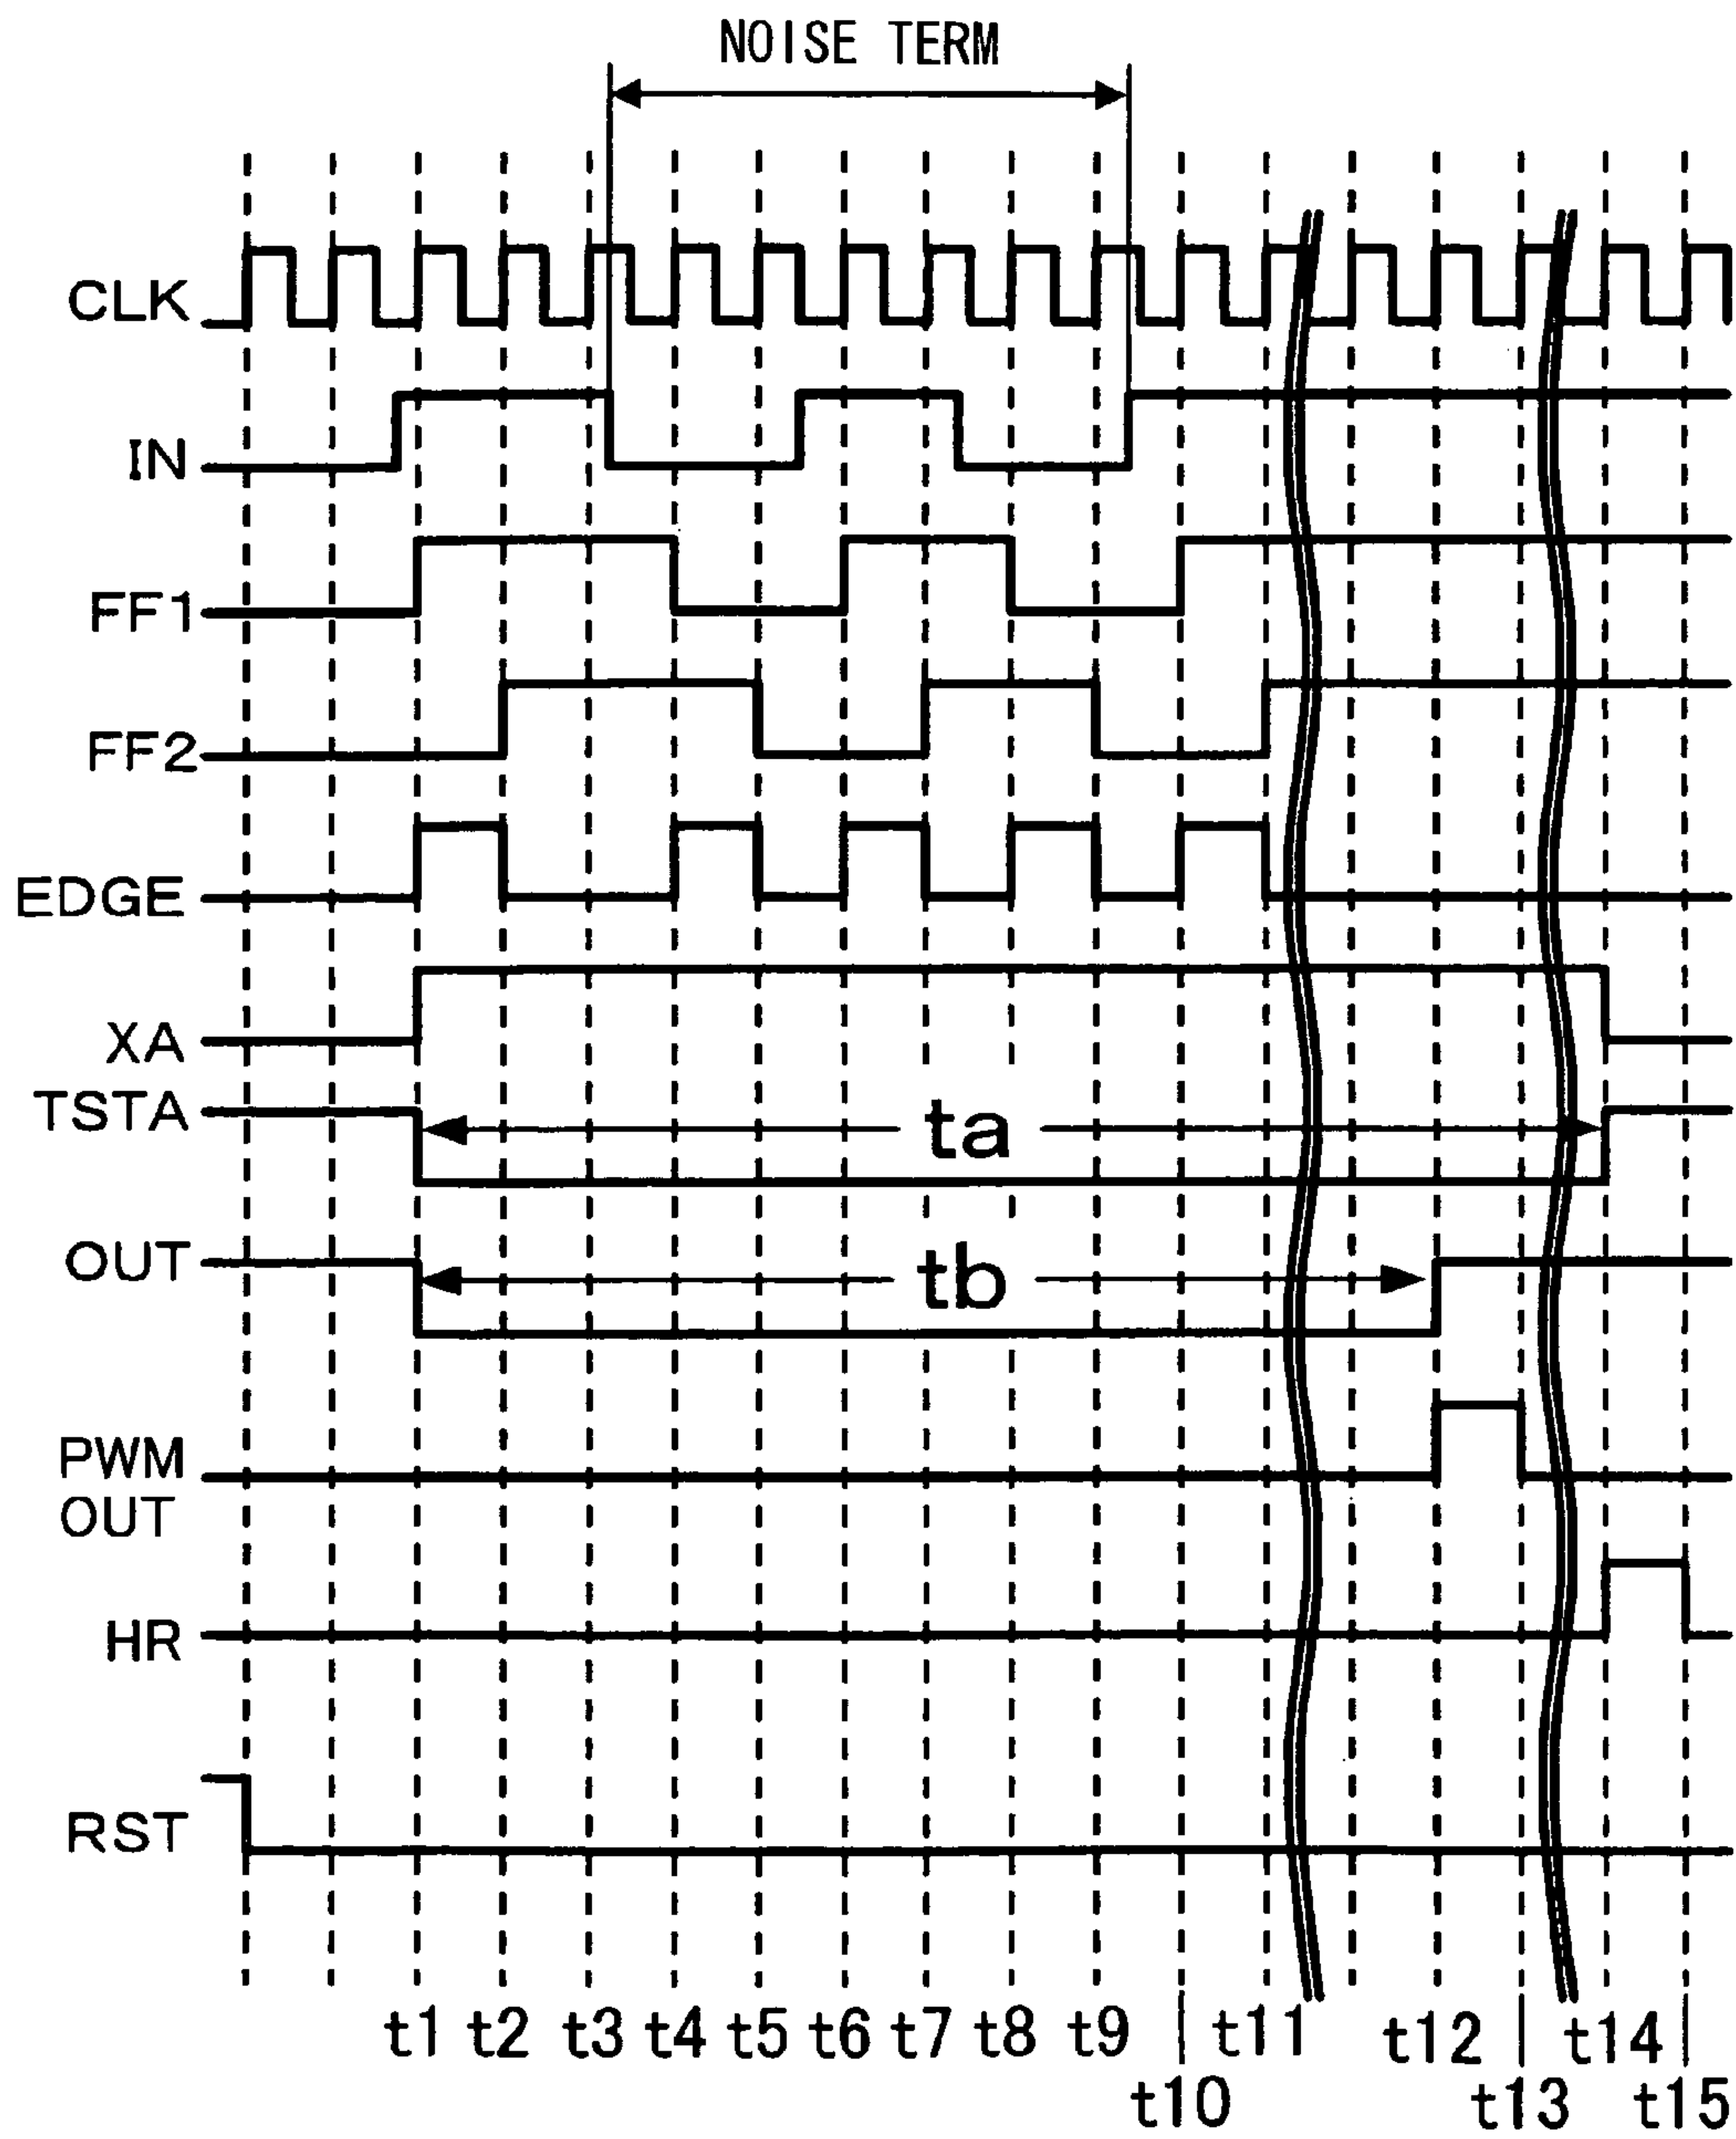 NOISE TERM
CLK
IN
FF1
FF2
EDGE
XA
TSTA
ta
OUT
tb
PWM
OUT
HR
RST
t1 t2 t3 t4 t5 t6 t7 t8 t9 t11 t12 t14
t10 t13 t15